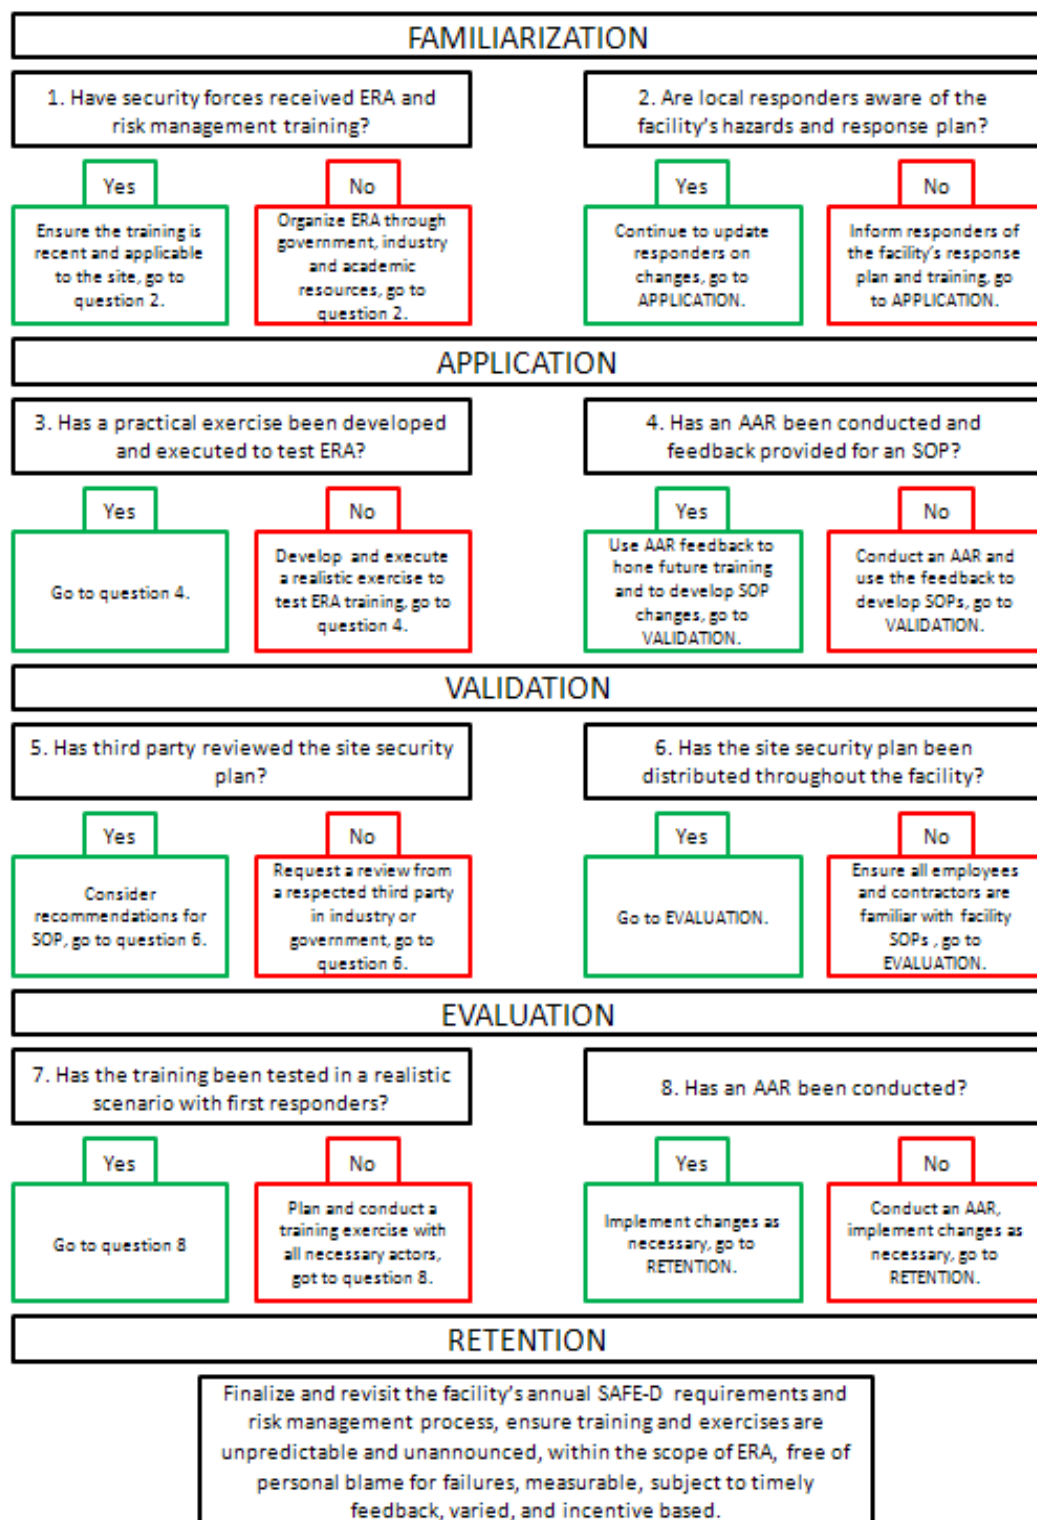 FAMILIARIZATION
1. Have security forces received ERA and
risk management training?
2. Are local responders aware of the
facility's hazards and response plan?
Yes
No
Yes
No
Ensure the training is
recent and applicable
to the site, go to
question 2.
Organize ERA through
government, industry
and academic
resources, go to
question 2.
Continue to update
responders on
changes, go to
APPLICATION.
Inform responders of
the facility's response
plan and training, go
to APPLICATION.
APPLICATION
3. Has a practical exercise been developed
and executed to test ERA?
4. Has an AAR been conducted and
feedback provided for an SOP?
Yes
No
Yes
No
Go to question 4.
Develop and execute
a realistic exercise to
test ERA training, go to
question 4.
Use AAR feedback to
hone future training
and to develop SOP
changes, go to
VALIDATION.
Conduct an AAR and
use the feedback to
develop SOPs, go to
VALIDATION.
VALIDATION
5. Has third party reviewed the site security
plan?
6. Has the site security plan been
distributed throughout the facility?
Yes
No
Yes
No
Consider
recommendations for
SOP, go to question 6.
Request a review from
a respected third party
in industry or
government, go to
question 6.
Go to EVALUATION.
Ensure all employees
and contractors are
familiar with facility
SOPs , go to
EVALUATION.
EVALUATION
7. Has the training been tested in a realistic
scenario with first responders?
8. Has an AAR been conducted?
Yes
No
Yes
No
Go to question 8
Plan and conduct a
training exercise with
all necessary actors,
got to question 8.
Implement changes as
necessary, go to
RETENTION.
Conduct an AAR,
implement changes as
necessary, go to
RETENTION.
RETENTION
Finalize and revisit the facility's annual SAFE-D requirements and
risk management process, ensure training and exercises are
unpredictable and unannounced, within the scope of ERA, free of
personal blame for failures, measurable, subject to timely
feedback, varied, and incentive based.